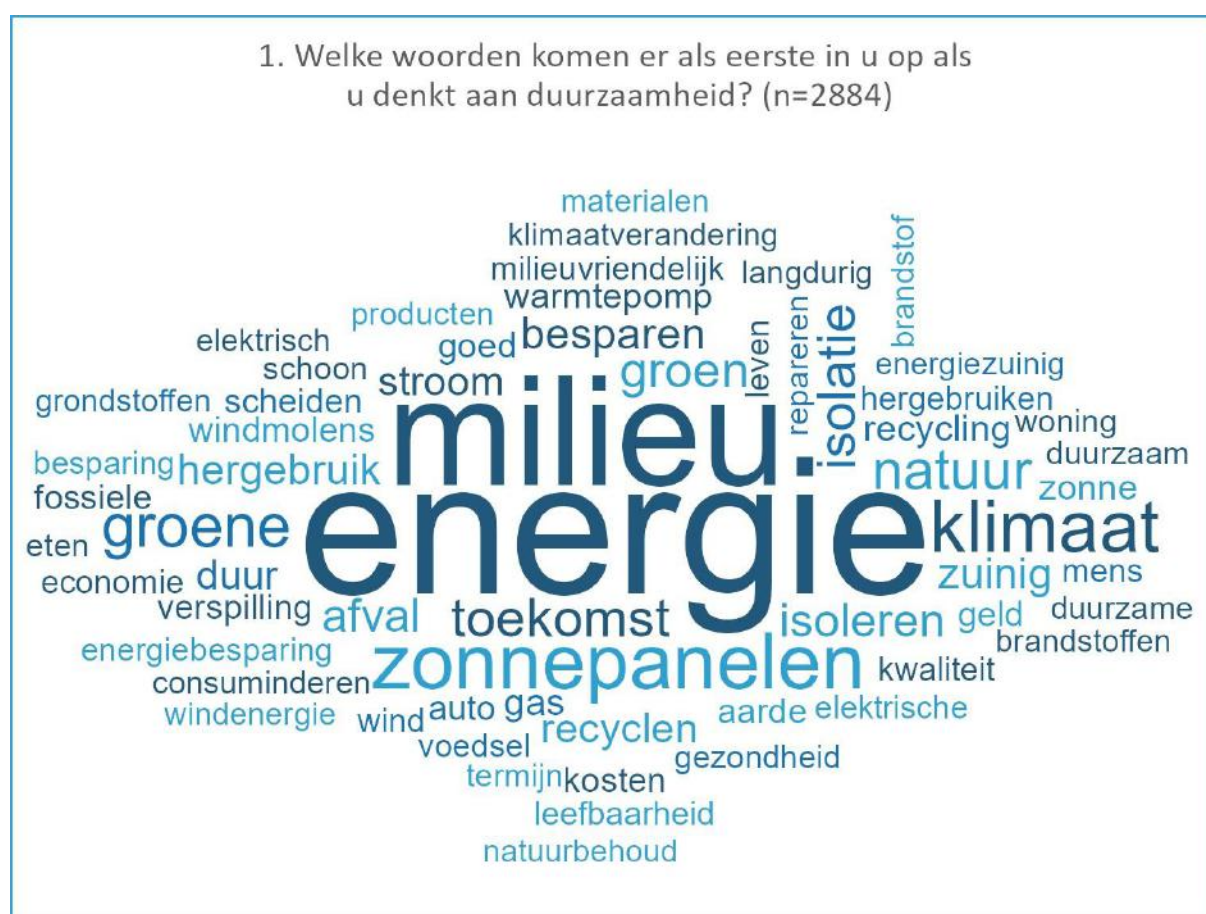 1. Welke woorden komen er als eerste in u op als
u denkt aan duurzaamheid? (n=2884)
materialen
klimaatverandering
milieuvriendelijk
langdurig
brandstof
warmtepomp
producten
elektrisch
goed
besparen
leven
repareren
isolatie
schoon
stroom
groen
energiezuinig
grondstoffen
scheiden
milieu
hergebruiken
windmolens
recycling
woning
besparing
hergebruik
natuur
duurzaam
fossiele
zonne
groene
energie
klimaat
eten
economie
duur
zuinig
mens
verspilling
afval
toekomst
isoleren
geld
duurzame
brandstoffen
energiebesparing
zonnepanelen
kwaliteit
consuminderen
windenergie
wind
auto
gas
recyclen
aarde
elektrische
voedsel
gezondheid
termijn
kosten
leefbaarheid
natuurbehoud